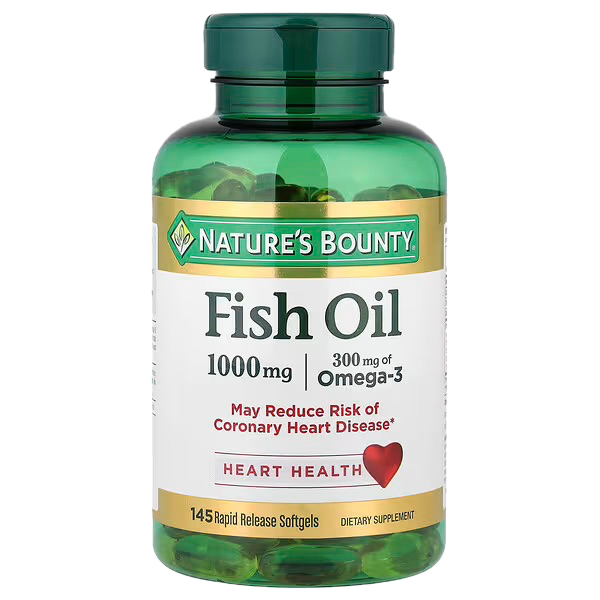 NATURE'S BOUNTY®
Fish Oil
1000 mg
300 mg of
Omega-3
May Reduce Risk of
Coronary Heart Disease*
HEART HEALTH
145 Rapid Release Softgels
DIETARY SUPPLEMENT